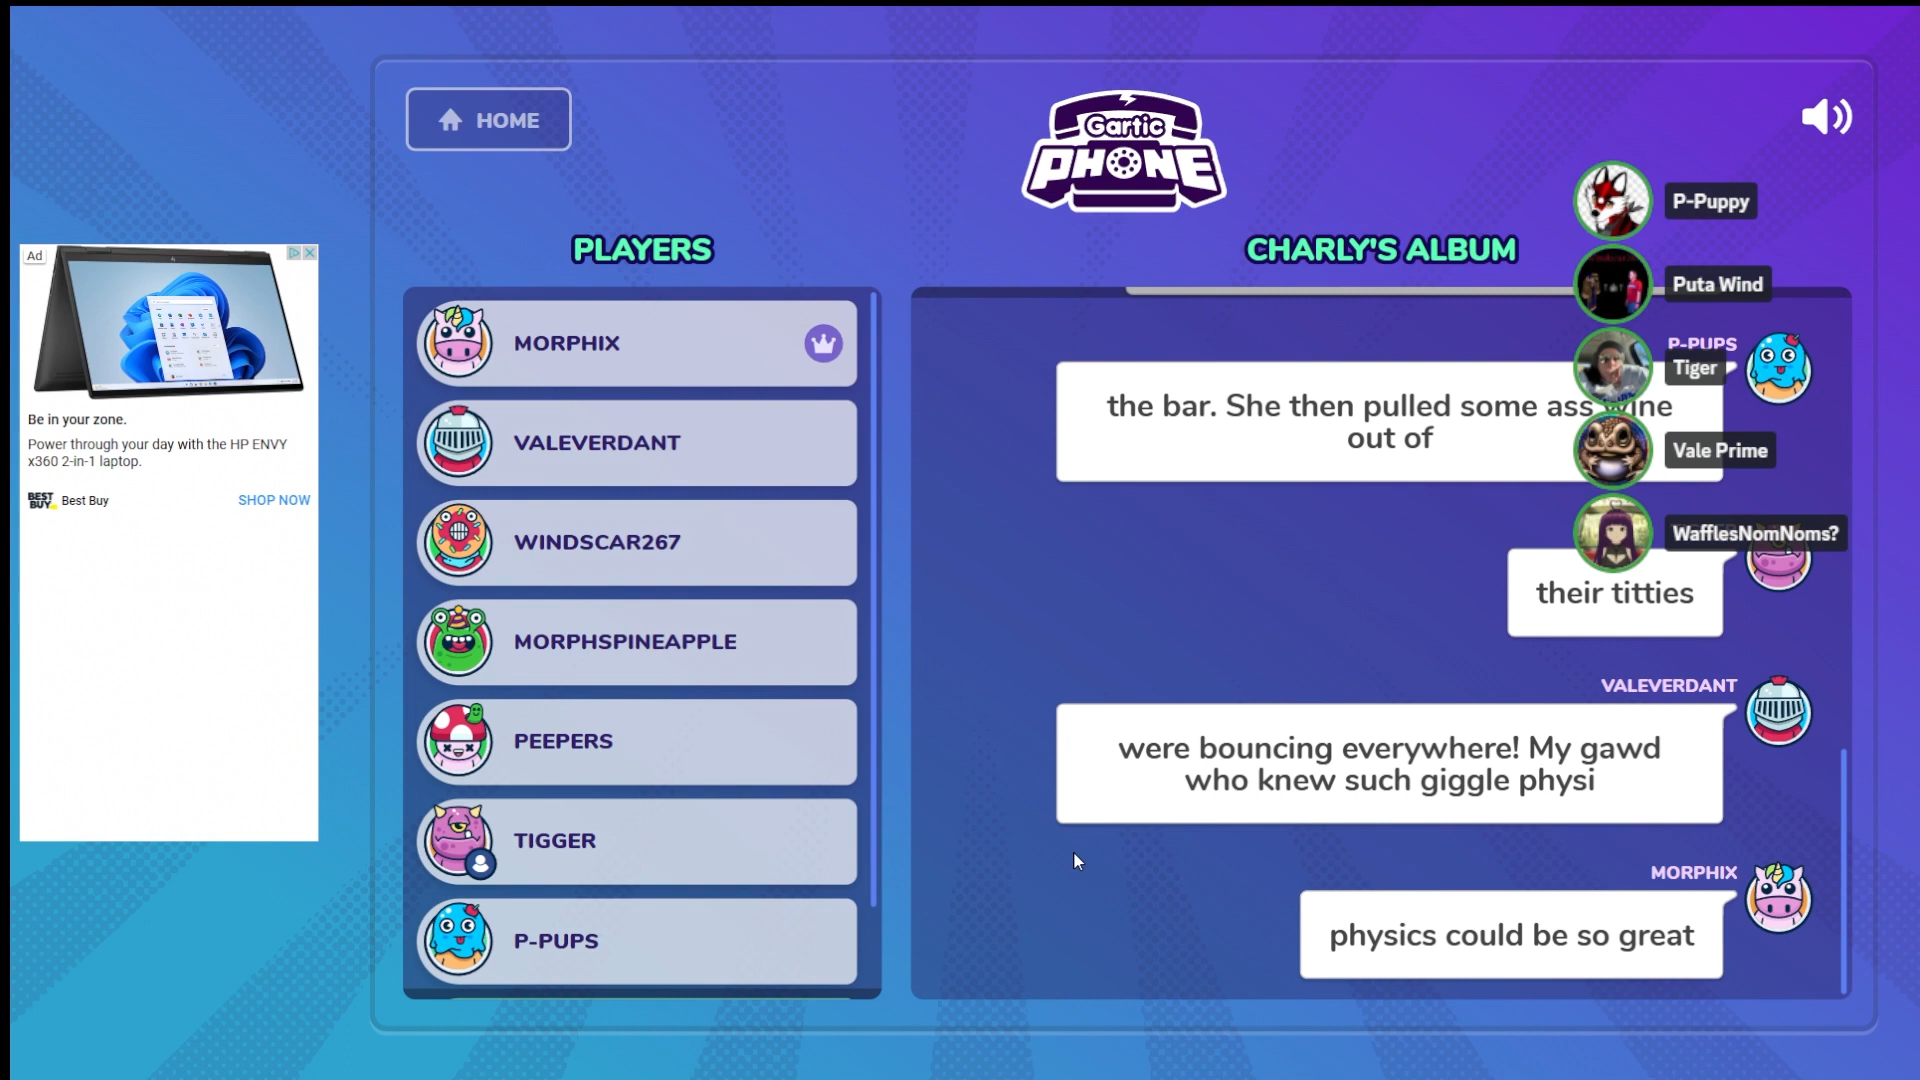 HOME
Gartic
PHONE
P-Puppy
PLAYERS
CHARLY'S ALBUM
Ad
Puta Wind
MORPHIX
P-PUPS
Tiger
the bar. She then pulled some ass wine
out of
Be in your zone.
Power through your day with the HP ENVY
x360 2-in-1 laptop.
VALEVERDANT
Vale Prime
BEST BUY
Best Buy
SHOP NOW
WINDSCAR267
WafflesNomNoms?
their titties
MORPHSPINEAPPLE
VALEVERDANT
were bouncing everywhere! My gawd
who knew such giggle physi
PEEPERS
TIGGER
MORPHIX
physics could be so great
P-PUPS